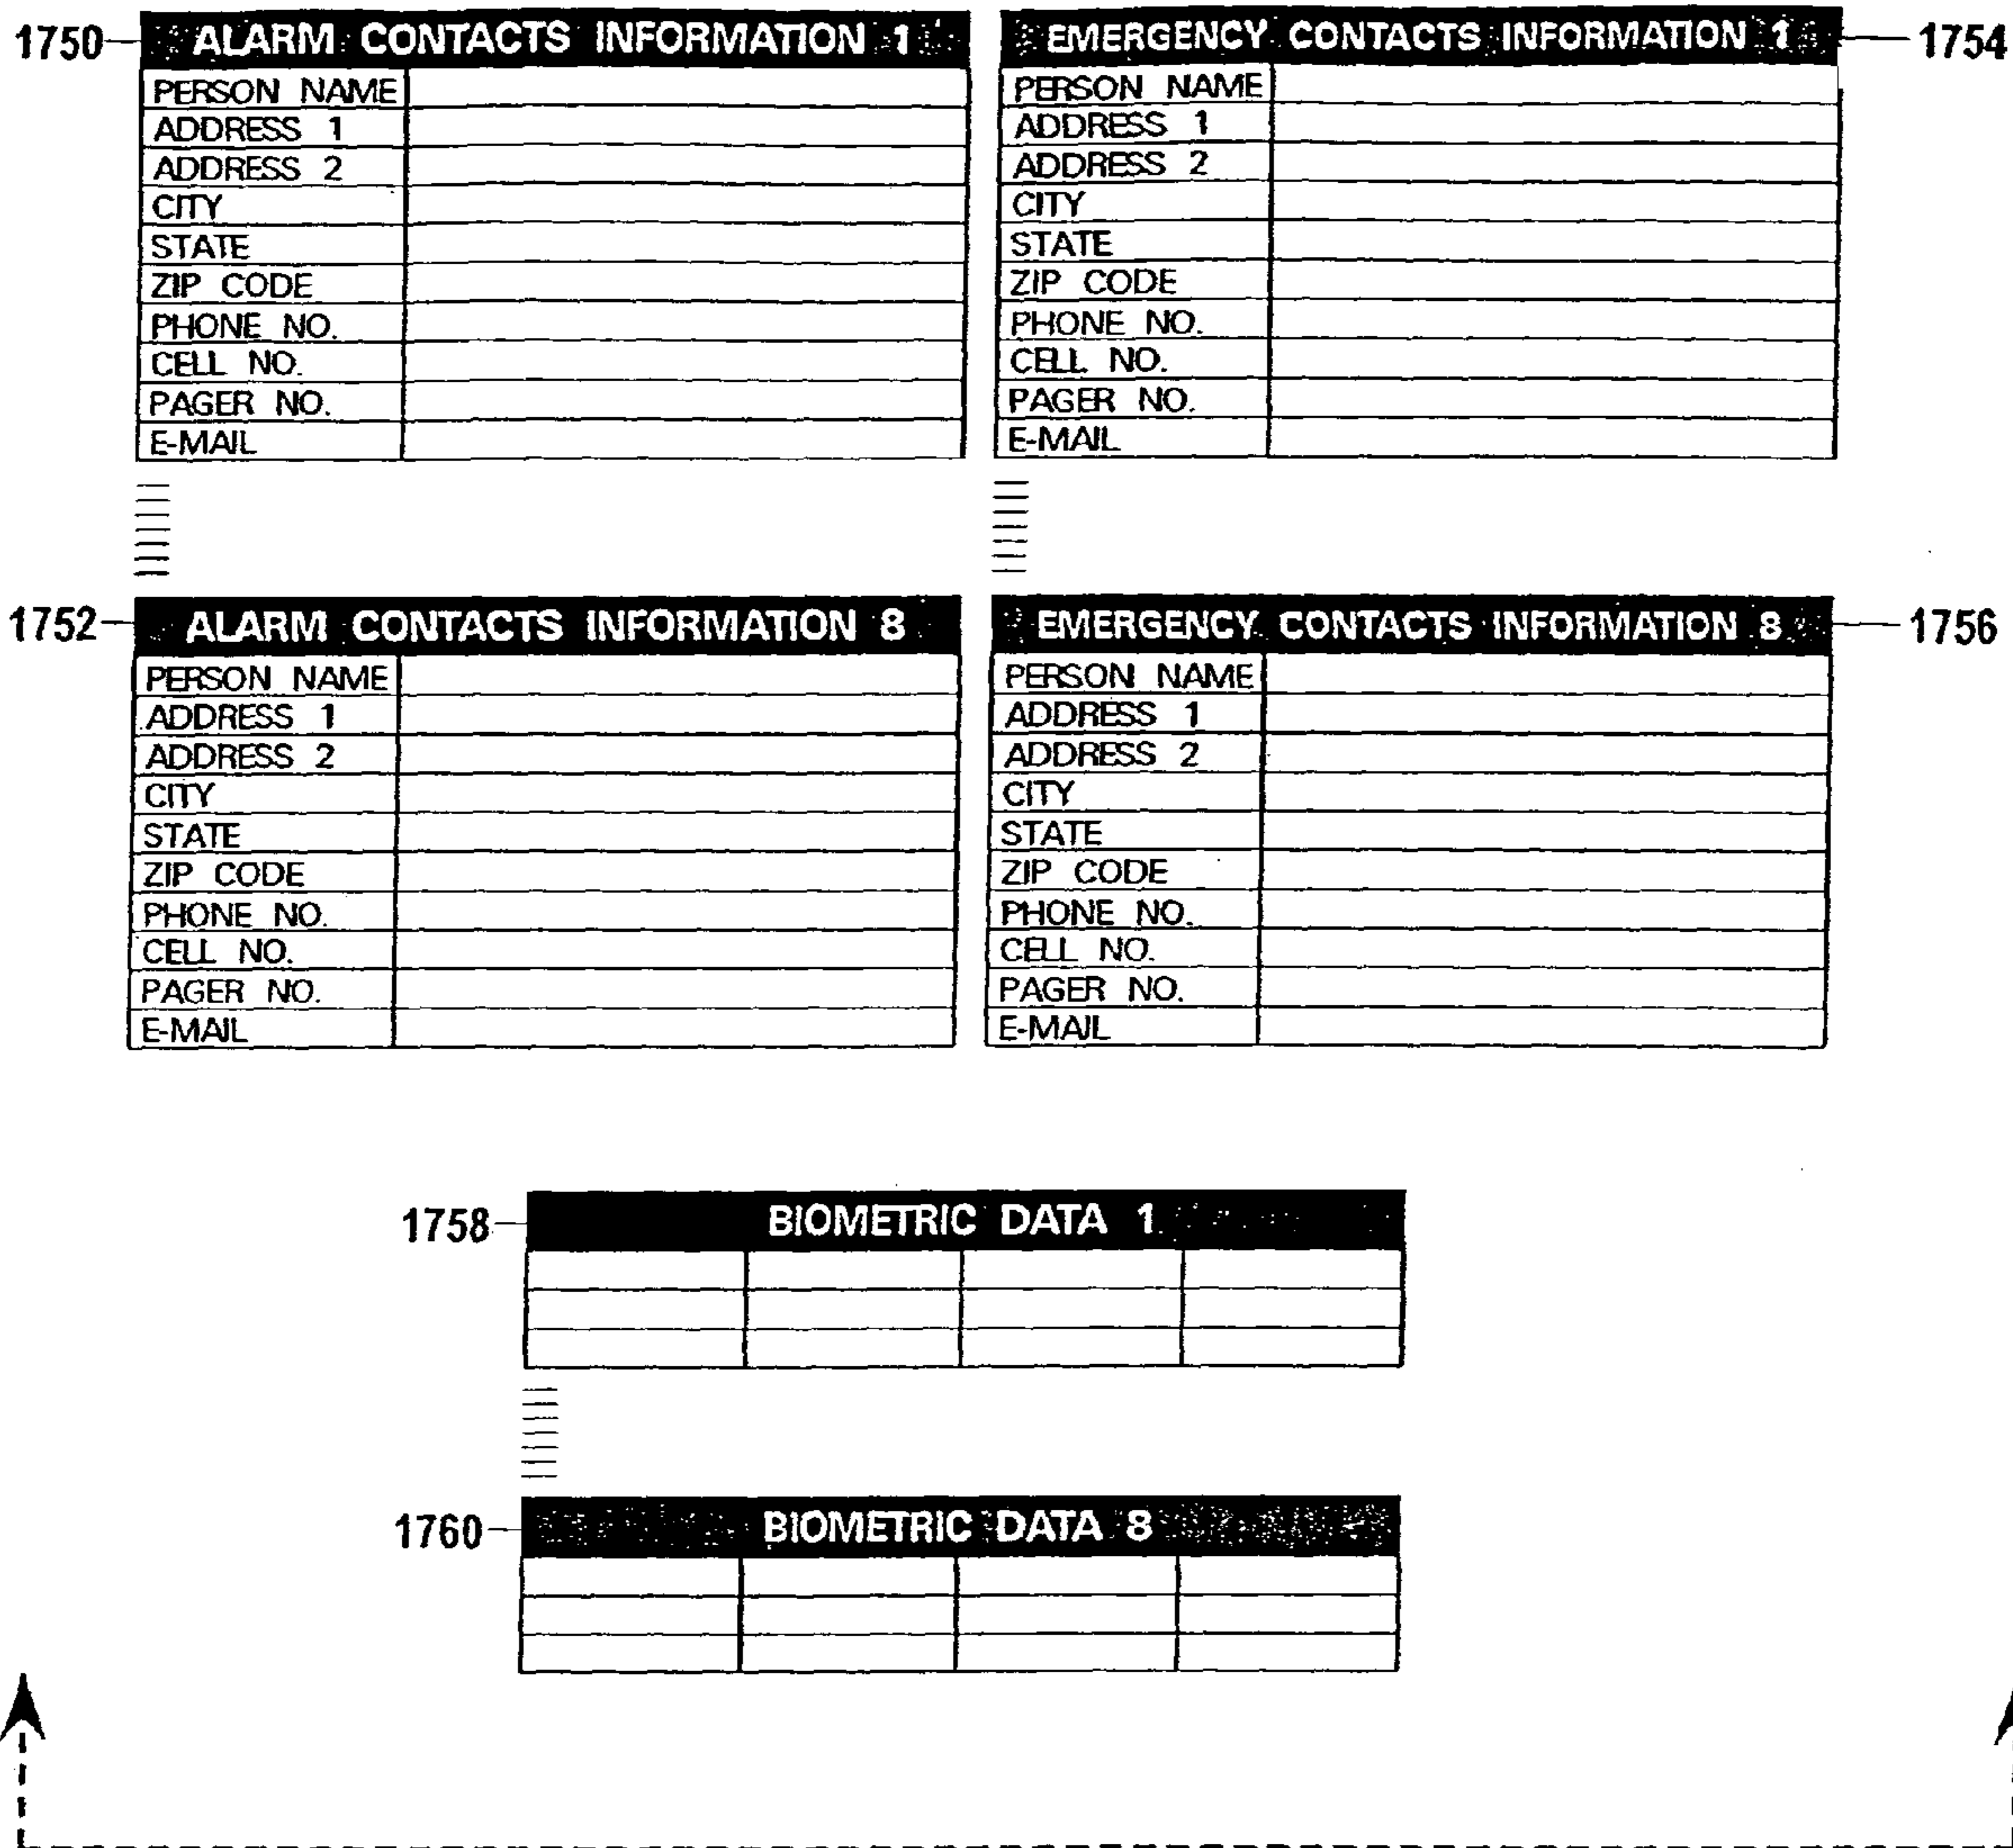 1750 ALARM CONTACTS INFORMATION 1
PERSON NAME
ADDRESS 1
ADDRESS 2
CITY
STATE
ZIP CODE
PHONE NO.
CELL NO.
PAGER NO.
E-MAIL
EMERGENCY CONTACTS INFORMATION 1 1754
PERSON NAME
ADDRESS 1
ADDRESS 2
CITY
STATE
ZIP CODE
PHONE NO.
CELL NO.
PAGER NO.
E-MAIL
1752 ALARM CONTACTS INFORMATION 8
PERSON NAME
ADDRESS 1
ADDRESS 2
CITY
STATE
ZIP CODE
PHONE NO.
CELL NO.
PAGER NO.
E-MAIL
EMERGENCY CONTACTS INFORMATION 8 1756
PERSON NAME
ADDRESS 1
ADDRESS 2
CITY
STATE
ZIP CODE
PHONE NO.
CELL NO.
PAGER NO.
E-MAIL
1758 BIOMETRIC DATA 1
1760 BIOMETRIC DATA 8